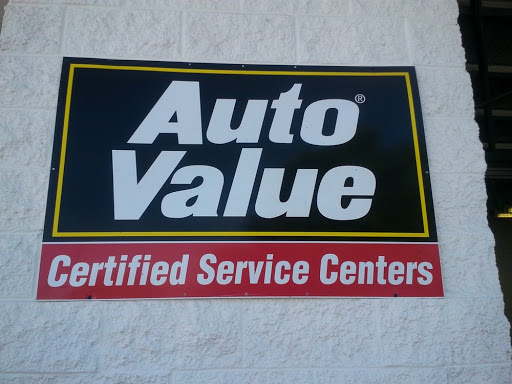 Auto®
Value
Certified Service Centers